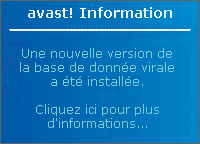 avast! Information
Une nouvelle version de
la base de donnée virale
a été installée.
Cliquez ici pour plus
d'informations...